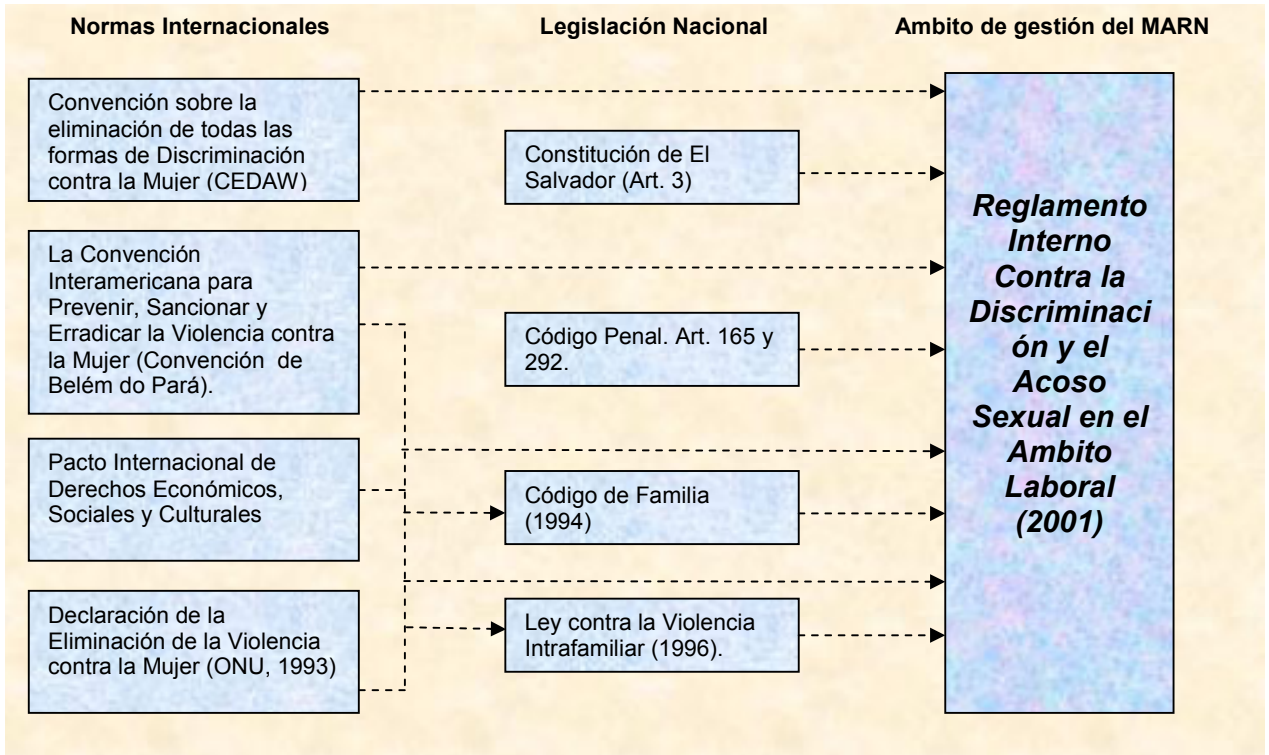 Normas Internacionales
Legislación Nacional
Ambito de gestión del MARN
Convención sobre la
eliminación de todas las
formas de Discriminación
contra la Mujer (CEDAW)
La Convención
Interamericana para
Prevenir, Sancionar y
Erradicar la Violencia contra
la Mujer (Convención de
Belém do Pará).
Pacto Internacional de
Derechos Económicos,
Sociales y Culturales
Declaración de la
Eliminación de la Violencia
contra la Mujer (ONU, 1993)
Constitución de El
Salvador (Art. 3)
Código Penal. Art. 165 y
292.
Código de Familia
(1994)
Ley contra la Violencia
Intrafamiliar (1996).
Reglamento
Interno
Contra la
Discriminaci
ón y el
Acoso
Sexual en el
Ambito
Laboral
(2001)